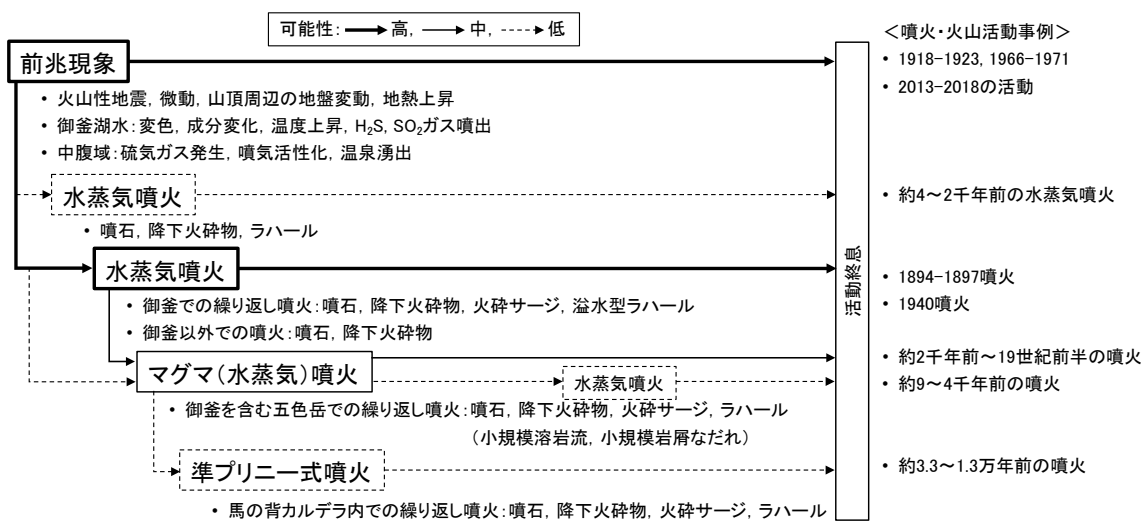 可能性：高，中，低
＜噴火・火山活動事例＞
前兆現象
• 1918-1923, 1966-1971
• 2013-2018の活動
• 火山性地震，微動，山頂周辺の地盤変動，地熱上昇
• 御釜湖水：変色，成分変化，温度上昇，H₂S, SO₂ガス噴出
• 中腹域：硫気ガス発生，噴気活性化，温泉湧出
水蒸気噴火
• 約4～2千年前の水蒸気噴火
• 噴石，降下火砕物，ラハール
水蒸気噴火
• 1894-1897噴火
• 御釜での繰り返し噴火：噴石，降下火砕物，火砕サージ，溢水型ラハール
• 1940噴火
• 御釜以外での噴火：噴石，降下火砕物
マグマ（水蒸気）噴火
• 約2千年前～19世紀前半の噴火
水蒸気噴火
• 約9～4千年前の噴火
• 御釜を含む五色岳での繰り返し噴火：噴石，降下火砕物，火砕サージ，ラハール
（小規模溶岩流，小規模岩屑なだれ）
準プリニー式噴火
• 約3.3～1.3万年前の噴火
• 馬の背カルデラ内での繰り返し噴火：噴石，降下火砕物，火砕サージ，ラハール
活動終息